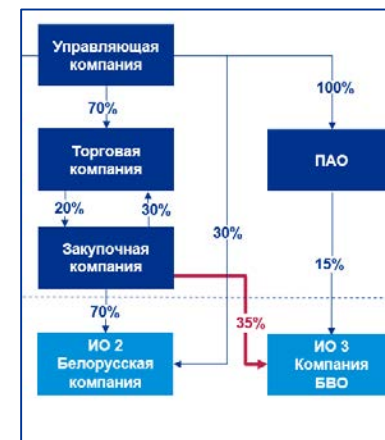 Управляющая
компания
70%
100%
Торговая
компания
ПАО
20%
30%
30%
Закупочная
компания
15%
70%
35%
ИО 2
Белорусская
компания
ИО 3
Компания
БВО